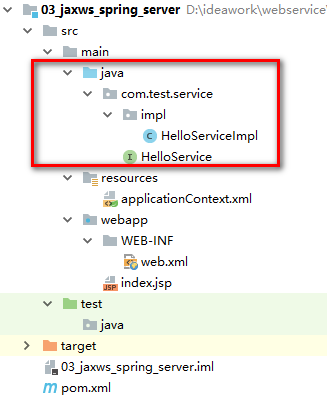 03_jaxws_spring_server D:\ideawork\webservice
src
main
java
com.test.service
impl
C HelloServiceImpl
I HelloService
resources
applicationContext.xml
webapp
WEB-INF
web.xml
JSP index.jsp
test
java
target
03_jaxws_spring_server.iml
m pom.xml